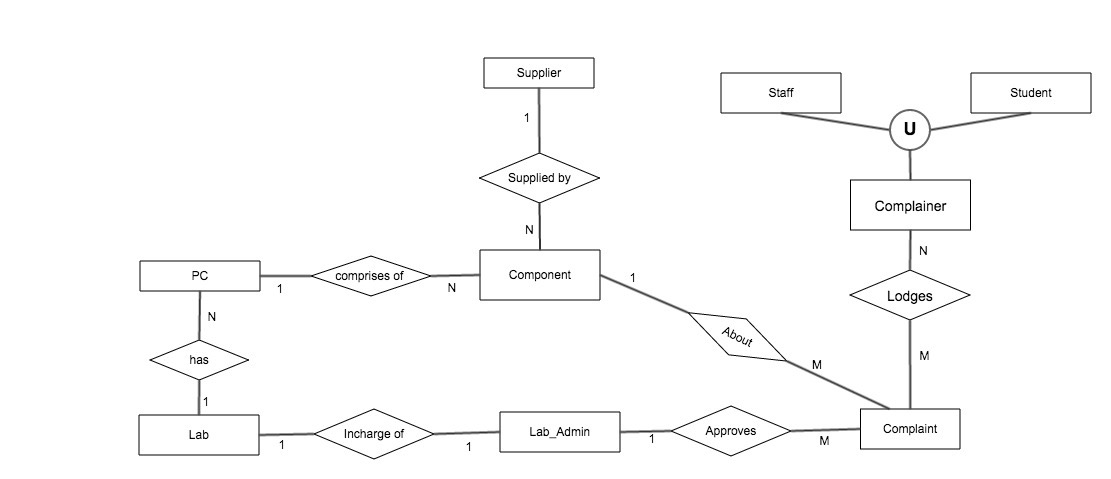 Supplier
Staff
Student
1
U
Supplied by
Complainer
N
N
PC
comprises of
Component
1
1
N
Lodges
N
About
M
has
M
1
Lab
Incharge of
Lab_Admin
Approves
Complaint
1
1
1
M